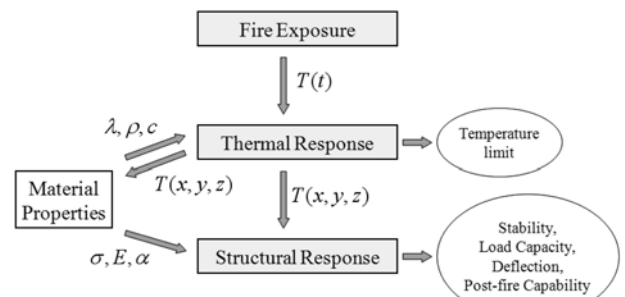 Fire Exposure
T(t)
λ, ρ, c
Thermal Response
Temperature
limit
T(x, y, z)
T(x, y, z)
Material
Properties
Stability,
Load Capacity,
Deflection,
Post-fire Capability
σ, E, α
Structural Response